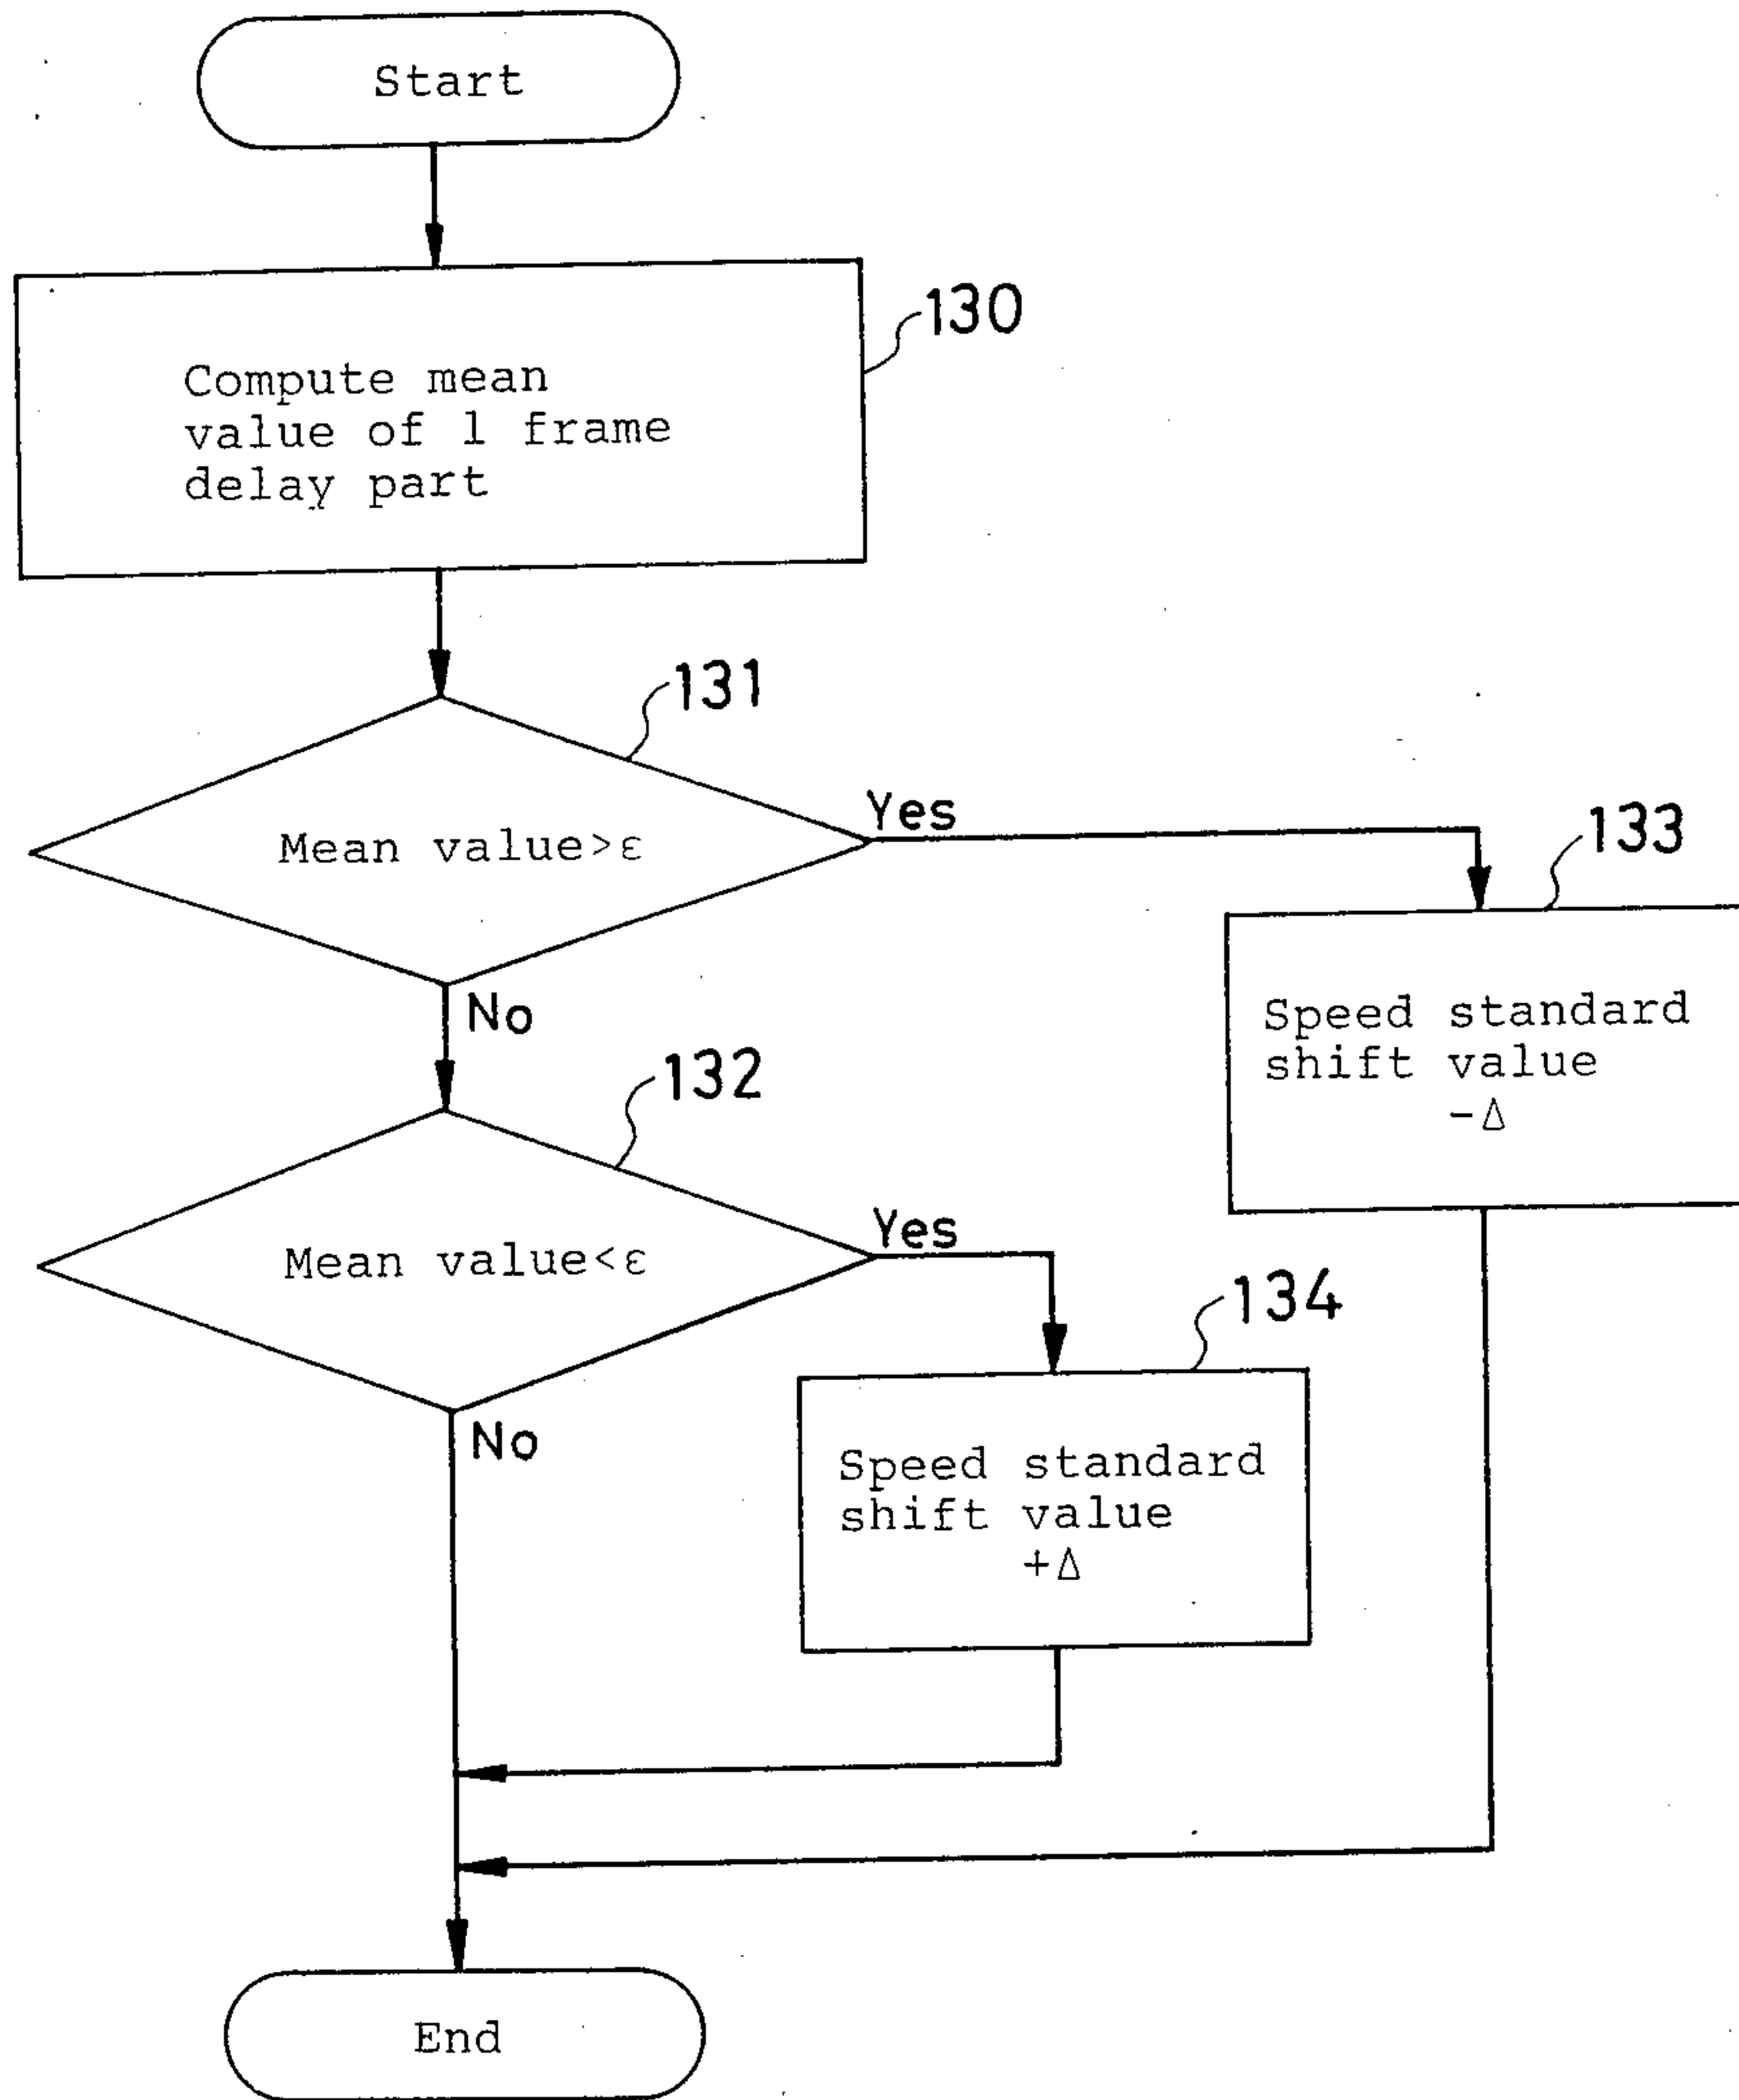 Start
130
Compute mean
value of 1 frame
delay part
131
Mean value>ε
Yes
No
133
Speed standard
shift value
-Δ
132
Mean value<ε
Yes
No
134
Speed standard
shift value
+Δ
End